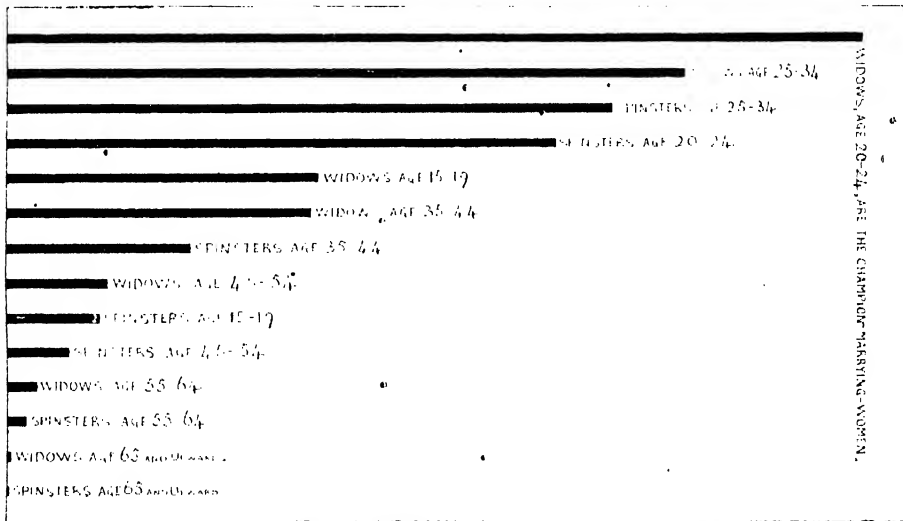 WIDOWS, AGE 20-24, ARE THE CHAMPION-MARRYING-WOMEN.
AGE 25-34
SPINSTERS 25-34
SPINSTERS AGE 20-24
WIDOWS AGE 15-19
WIDOW AGE 35-44
SPINSTERS AGE 35-44
WIDOWS AGE 45-54
SPINSTERS AGE 15-19
SPINSTERS AGE 45-54
WIDOWS AGE 55-64
SPINSTERS AGE 55-64
WIDOWS AGE 65 AND UPWARDS
SPINSTERS AGE 65 AND UPWARD